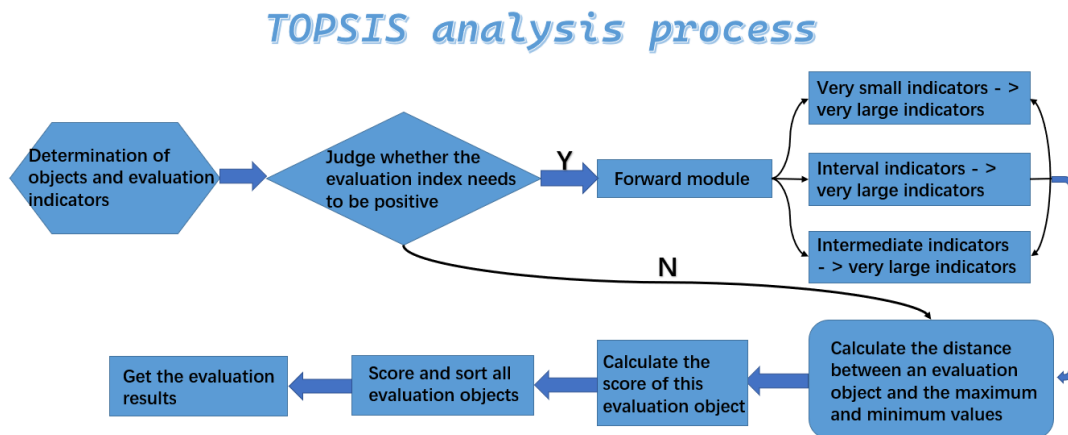 TOPSIS analysis process
Determination of
objects and evaluation
indicators
Judge whether the
evaluation index needs
to be positive
Y
Forward module
Very small indicators - >
very large indicators
Interval indicators - >
very large indicators
Intermediate indicators
- > very large indicators
N
Calculate the distance
between an evaluation
object and the maximum
and minimum values
Calculate the
score of this
evaluation object
Score and sort all
evaluation objects
Get the evaluation
results